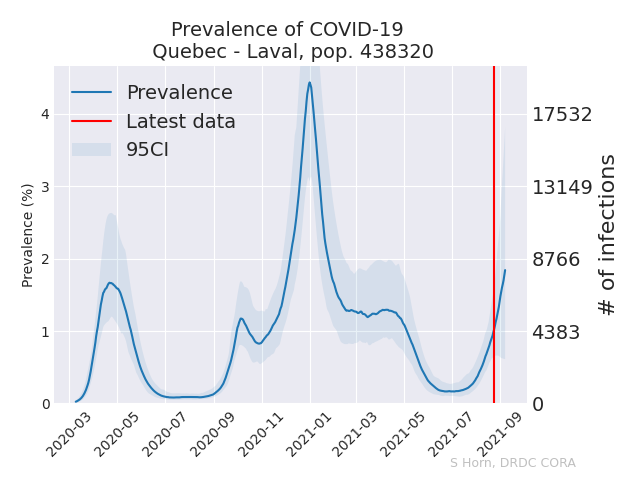 Prevalence of COVID-19
Quebec - Laval, pop. 438320
Prevalence
Latest data
95CI
Prevalence (%)
4
3
2
1
0
17532
13149
8766
4383
0
# of infections
2020-03
2020-05
2020-07
2020-09
2020-11
2021-01
2021-03
2021-05
2021-07
2021-09
S Horn, DRDC CORA